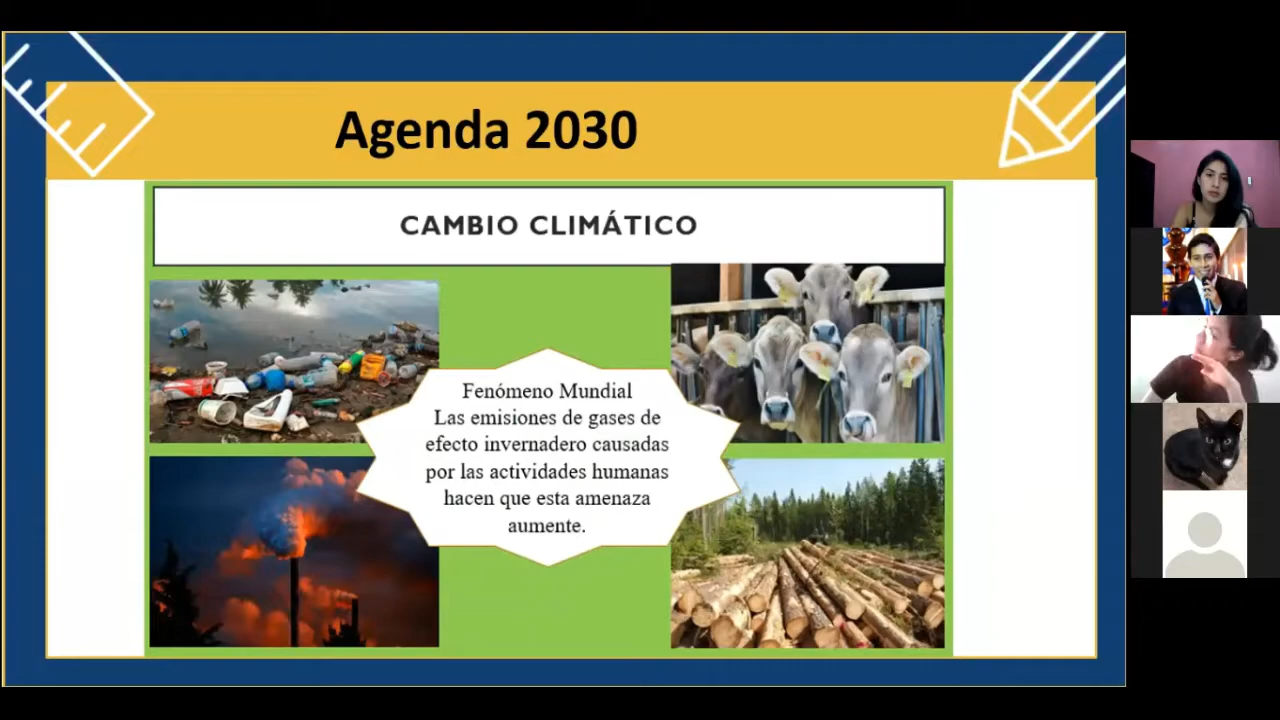 Agenda 2030
CAMBIO CLIMÁTICO
Fenómeno Mundial
Las emisiones de gases de
efecto invernadero causadas
por las actividades humanas
hacen que esta amenaza
aumente.